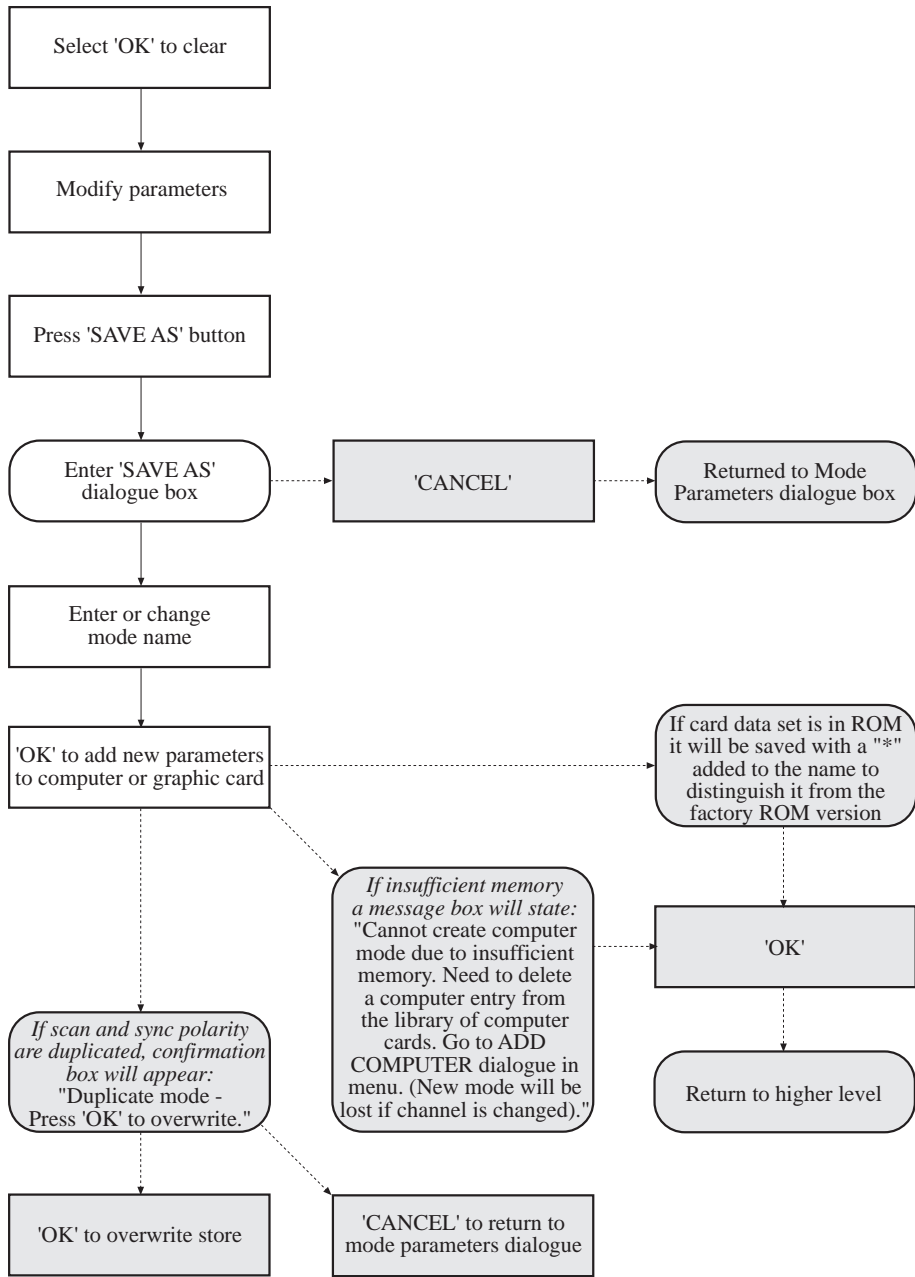 Select 'OK' to clear
Modify parameters
Press 'SAVE AS' button
Enter 'SAVE AS'
dialogue box
'CANCEL'
Returned to Mode
Parameters dialogue box
Enter or change
mode name
'OK' to add new parameters
to computer or graphic card
If card data set is in ROM
it will be saved with a "*"
added to the name to
distinguish it from the
factory ROM version
If insufficient memory
a message box will state:
"Cannot create computer
mode due to insufficient
memory. Need to delete
a computer entry from
the library of computer
cards. Go to ADD
COMPUTER dialogue in
menu. (New mode will be
lost if channel is changed)."
'OK'
Return to higher level
If scan and sync polarity
are duplicated, confirmation
box will appear:
"Duplicate mode -
Press 'OK' to overwrite."
'OK' to overwrite store
'CANCEL' to return to
mode parameters dialogue